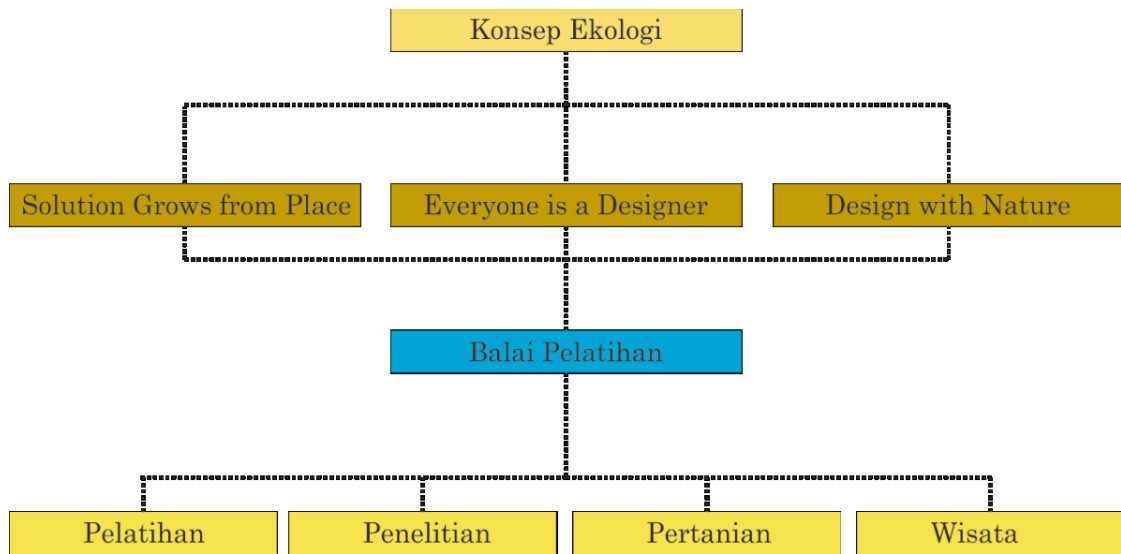 Konsep Ekologi
Solution Grows from Place
Everyone is a Designer
Design with Nature
Balai Pelatihan
Pelatihan
Penelitian
Pertanian
Wisata